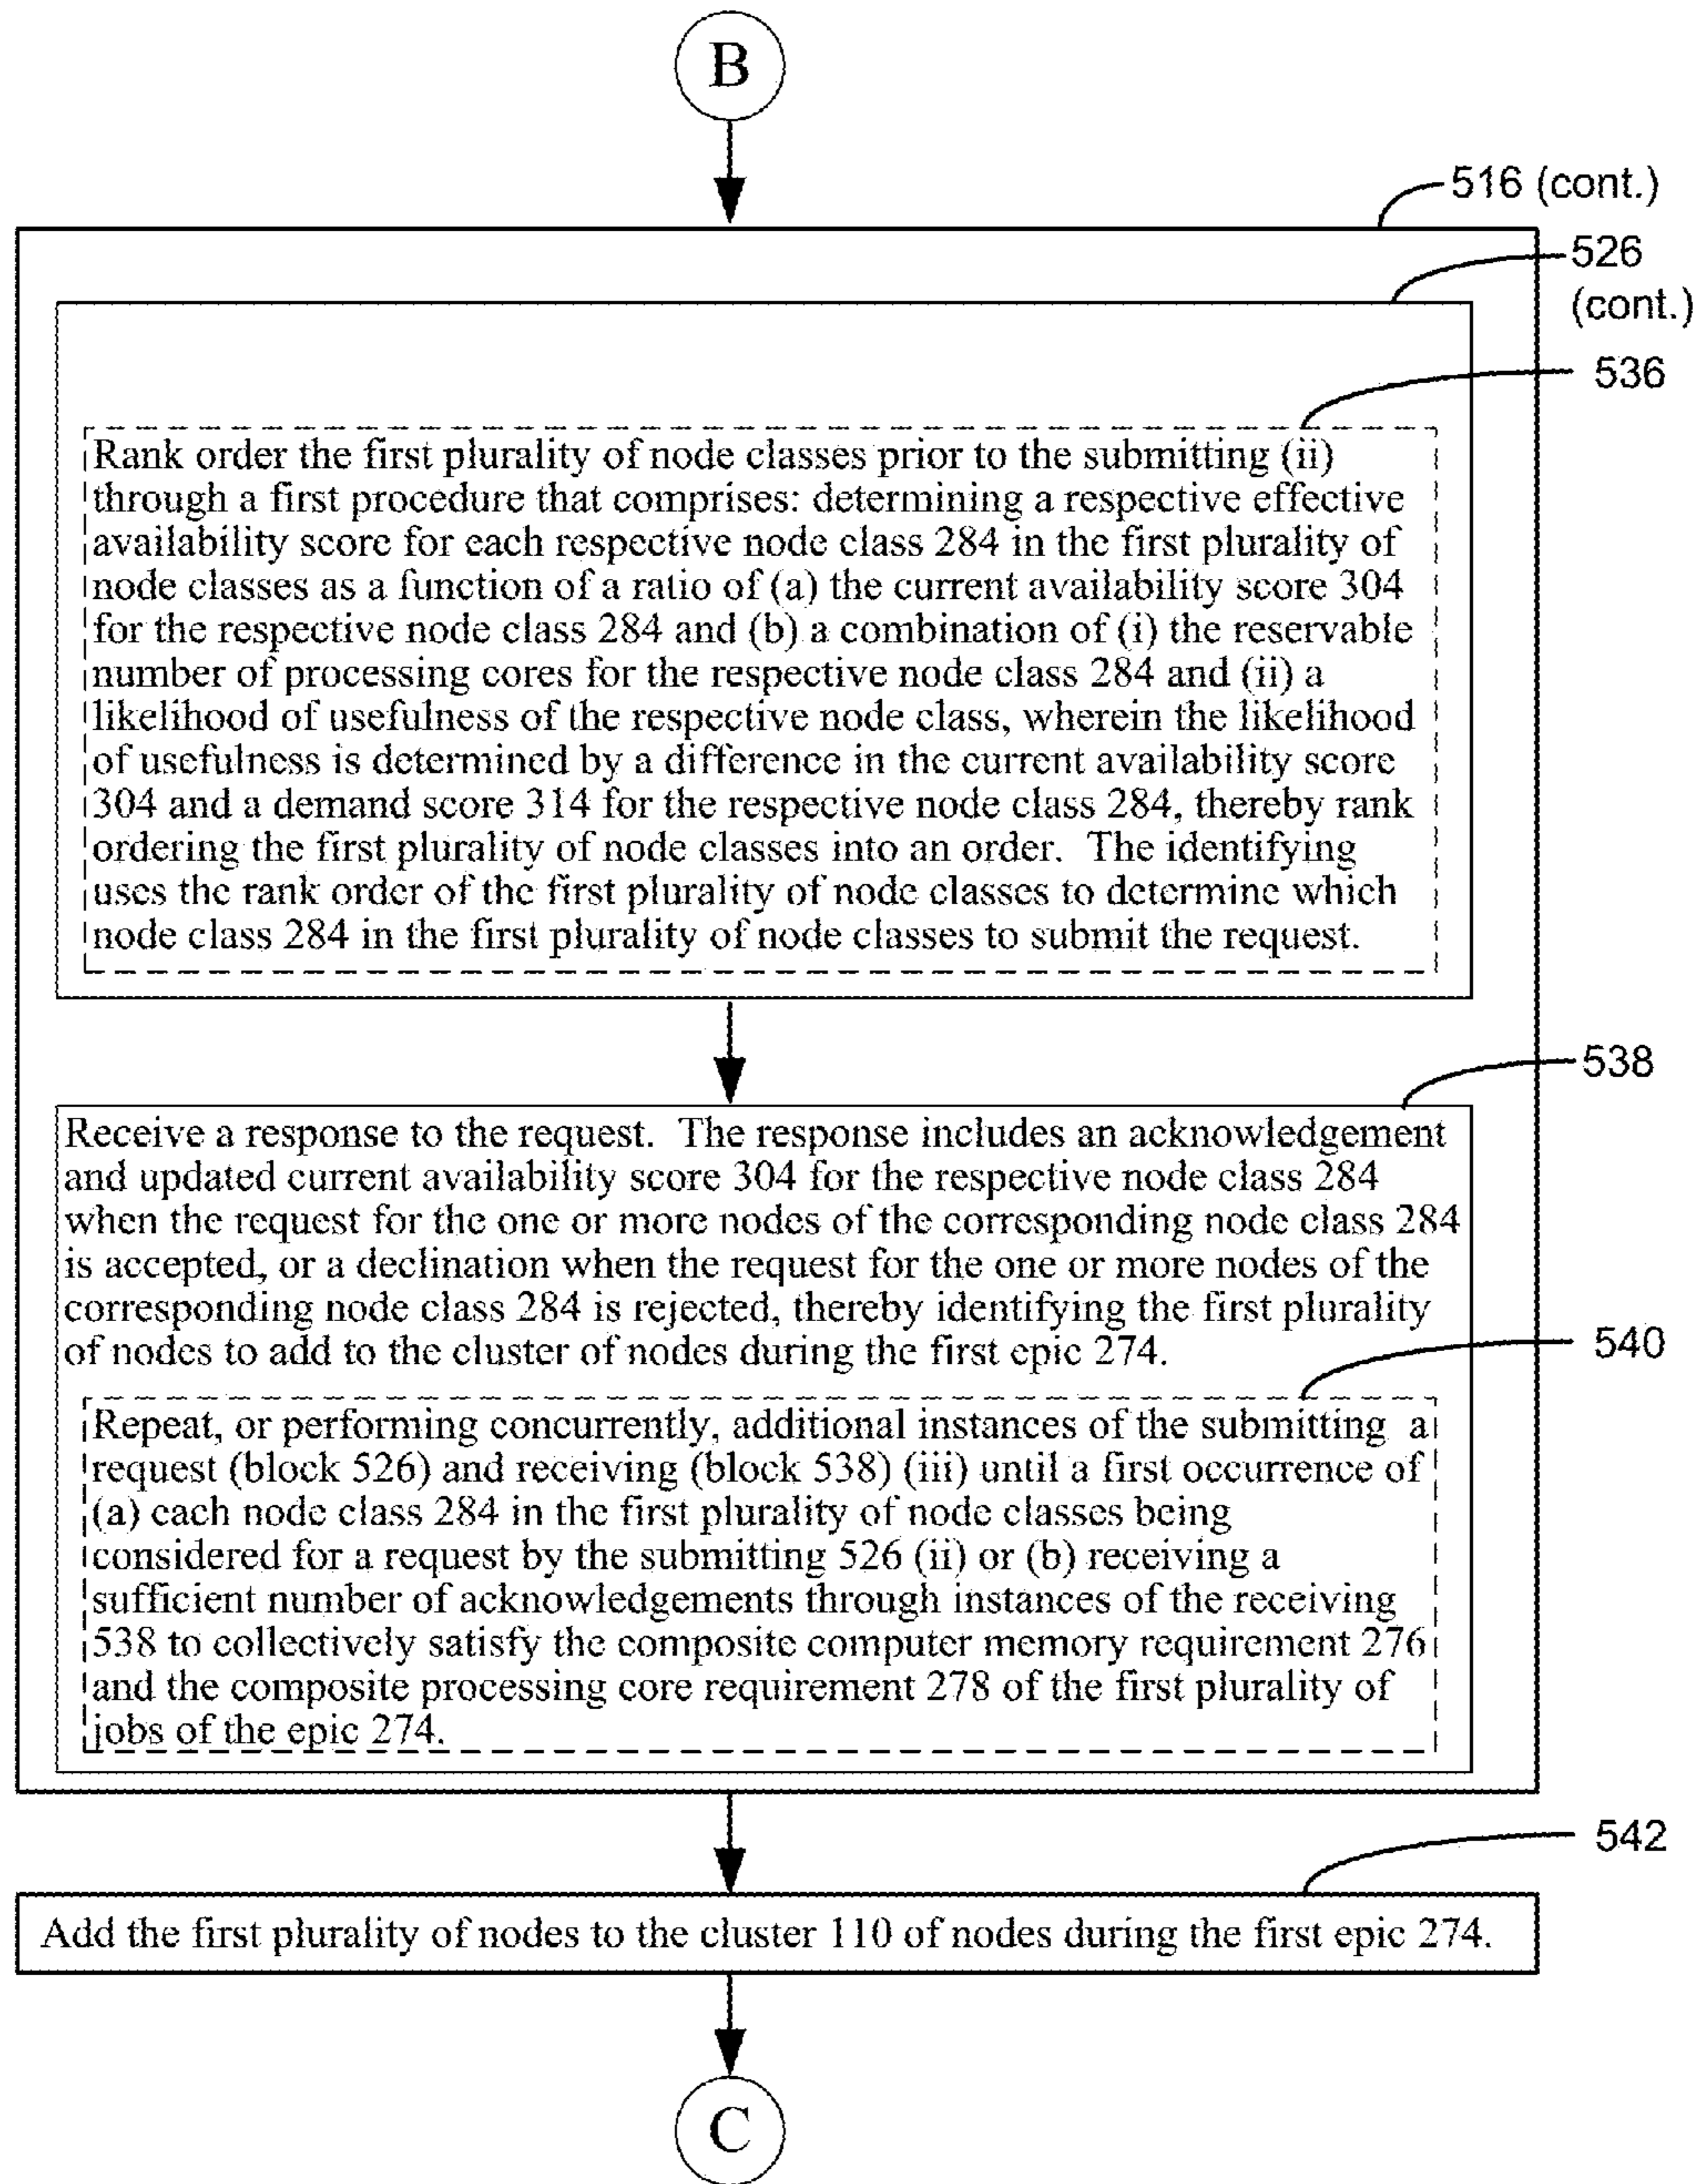 B
516 (cont.)
526
(cont.)
536
Rank order the first plurality of node classes prior to the submitting (ii)
through a first procedure that comprises: determining a respective effective
availability score for each respective node class 284 in the first plurality of
node classes as a function of a ratio of (a) the current availability score 304
for the respective node class 284 and (b) a combination of (i) the reservable
number of processing cores for the respective node class 284 and (ii) a
likelihood of usefulness of the respective node class, wherein the likelihood
of usefulness is determined by a difference in the current availability score
304 and a demand score 314 for the respective node class 284, thereby rank
ordering the first plurality of node classes into an order.  The identifying
uses the rank order of the first plurality of node classes to determine which
node class 284 in the first plurality of node classes to submit the request.
538
Receive a response to the request.  The response includes an acknowledgement
and updated current availability score 304 for the respective node class 284
when the request for the one or more nodes of the corresponding node class 284
is accepted, or a declination when the request for the one or more nodes of the
corresponding node class 284 is rejected, thereby identifying the first plurality
of nodes to add to the cluster of nodes during the first epic 274.
540
Repeat, or performing concurrently, additional instances of the submitting  a
request (block 526) and receiving (block 538) (iii) until a first occurrence of
(a) each node class 284 in the first plurality of node classes being
considered for a request by the submitting 526 (ii) or (b) receiving a
sufficient number of acknowledgements through instances of the receiving
538 to collectively satisfy the composite computer memory requirement 276
and the composite processing core requirement 278 of the first plurality of
jobs of the epic 274.
542
Add the first plurality of nodes to the cluster 110 of nodes during the first epic 274.
C